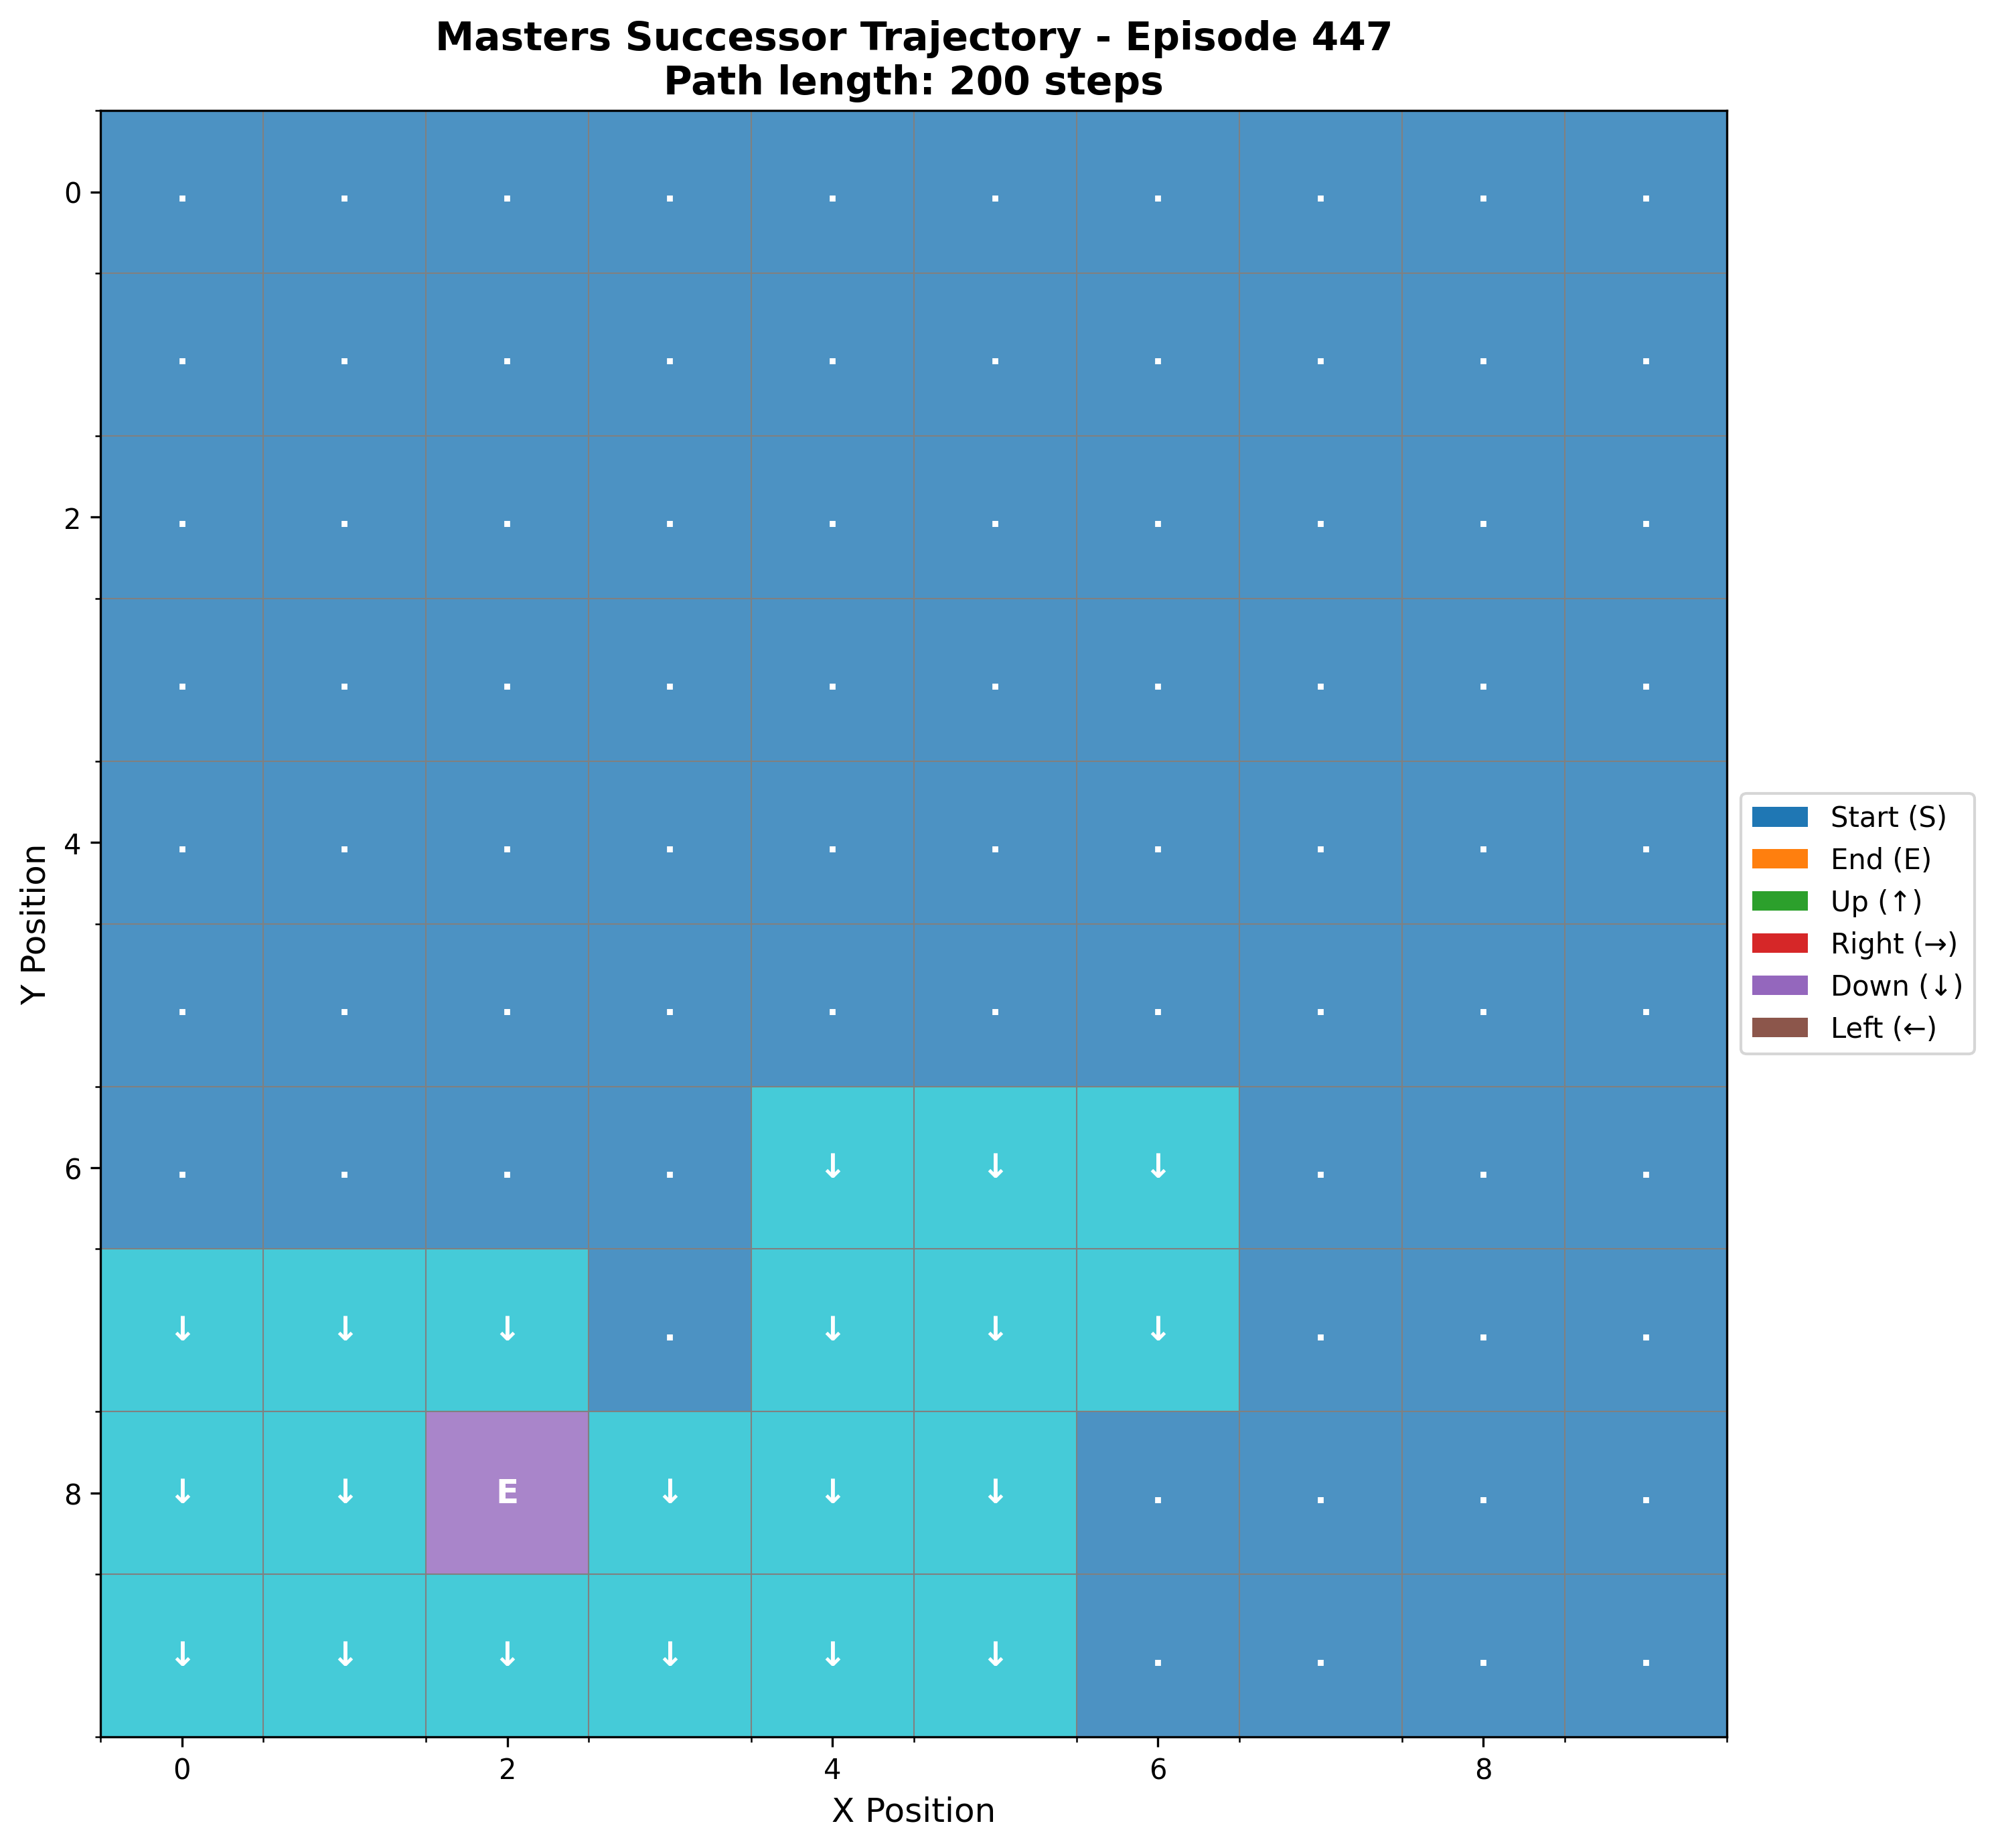 Masters Successor Trajectory - Episode 447
Path length: 200 steps
0 . . . . . . . . . .
. . . . . . . . . .
2 . . . . . . . . . .
. . . . . . . . . .
4 . . . . . . . . . .
. . . . . . . . . .
6 . . . . ↓ ↓ ↓ . . .
↓ ↓ ↓ . ↓ ↓ ↓ . . .
8 ↓ ↓ E ↓ ↓ ↓ . . . .
↓ ↓ ↓ ↓ ↓ ↓ . . . .
0 2 4 6 8
X Position
Y Position
Start (S)
End (E)
Up (↑)
Right (→)
Down (↓)
Left (←)